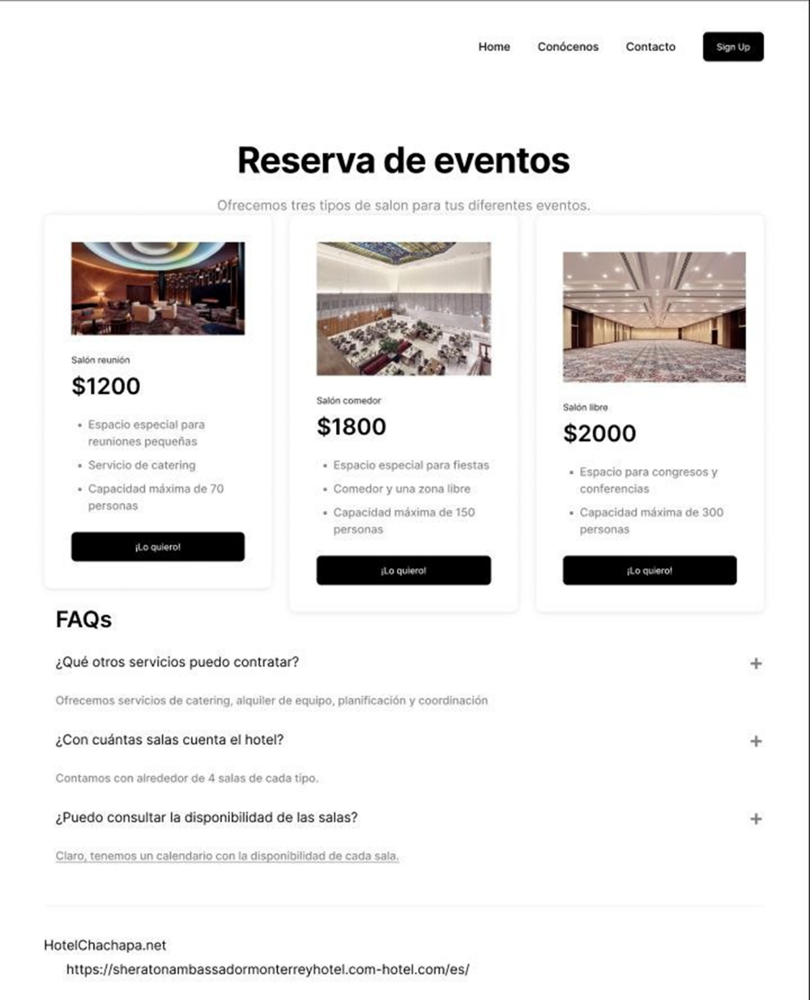 Home Conócenos Contacto Sign Up
Reserva de eventos
Ofrecemos tres tipos de salon para tus diferentes eventos.
Salón reunión
$1200
• Espacio especial para
reuniones pequeñas
• Servicio de catering
• Capacidad máxima de 70
personas
¡Lo quiero!
Salón comedor
$1800
• Espacio especial para fiestas
• Comedor y una zona libre
• Capacidad máxima de 150
personas
¡Lo quiero!
Salón libre
$2000
• Espacio para congresos y
conferencias
• Capacidad máxima de 300
personas
¡Lo quiero!
FAQs
¿Qué otros servicios puedo contratar?
Ofrecemos servicios de catering, alquiler de equipo, planificación y coordinación
¿Con cuántas salas cuenta el hotel?
Contamos con alrededor de 4 salas de cada tipo.
¿Puedo consultar la disponibilidad de las salas?
Claro, tenemos un calendario con la disponibilidad de cada sala.
HotelChachapa.net
https://sheratonambassadormonterreyhotel.com-hotel.com/es/